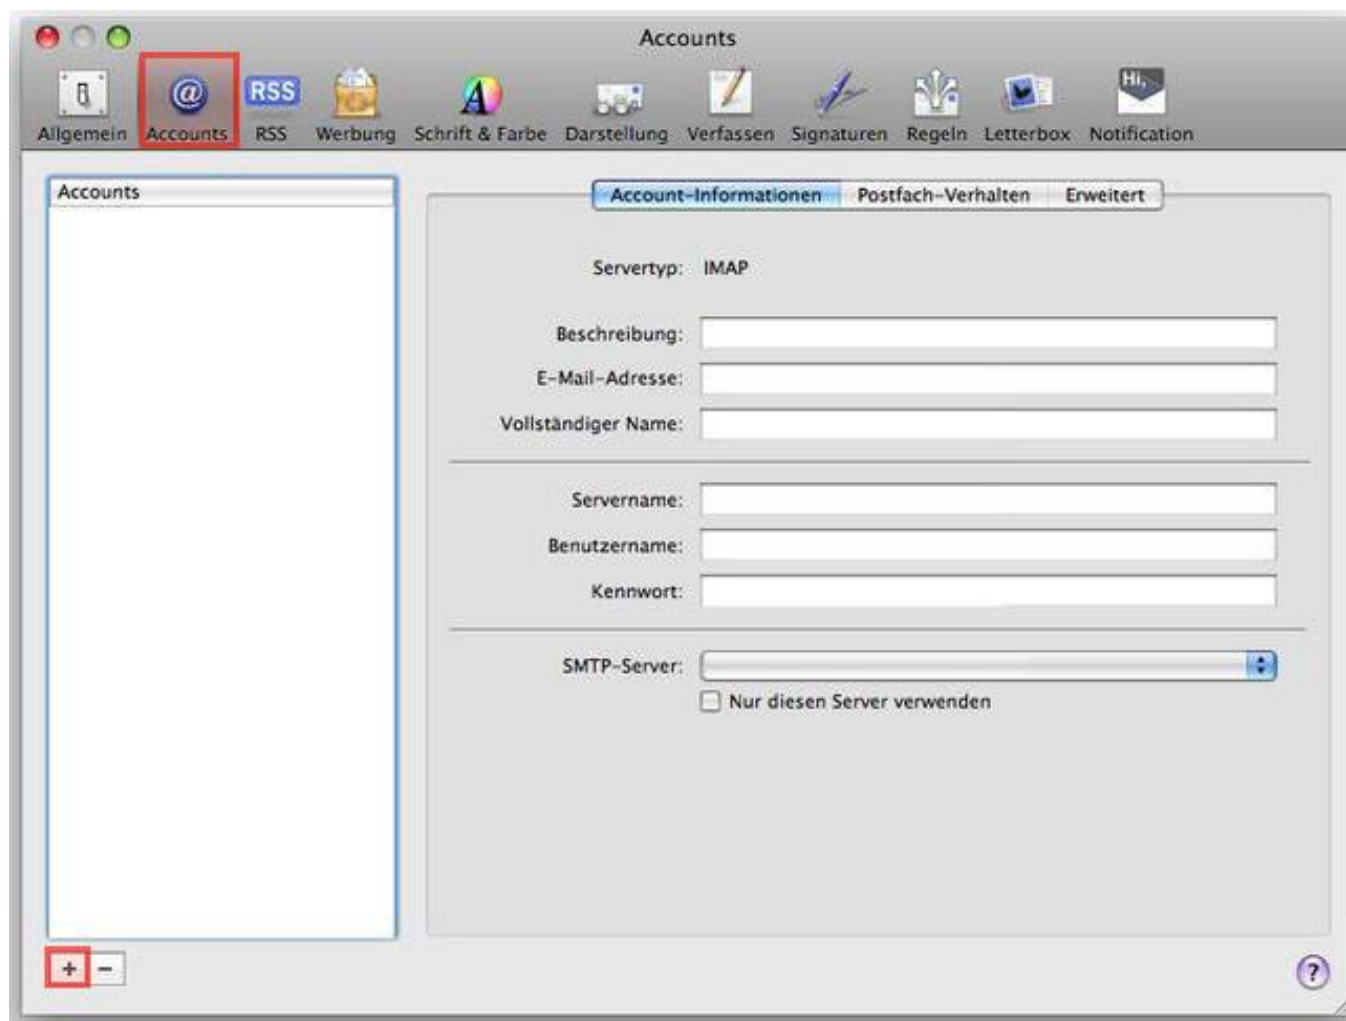 Accounts
Hi,
RSS
Allgemein Accounts RSS Werbung Schrift & Farbe Darstellung Verfassen Signaturen Regeln Letterbox Notification
Accounts
Account-Informationen Postfach-Verhalten Erweitert
Servertyp: IMAP
Beschreibung:
E-Mail-Adresse:
Vollständiger Name:
Servername:
Benutzername:
Kennwort:
SMTP-Server:
Nur diesen Server verwenden
+ - ?